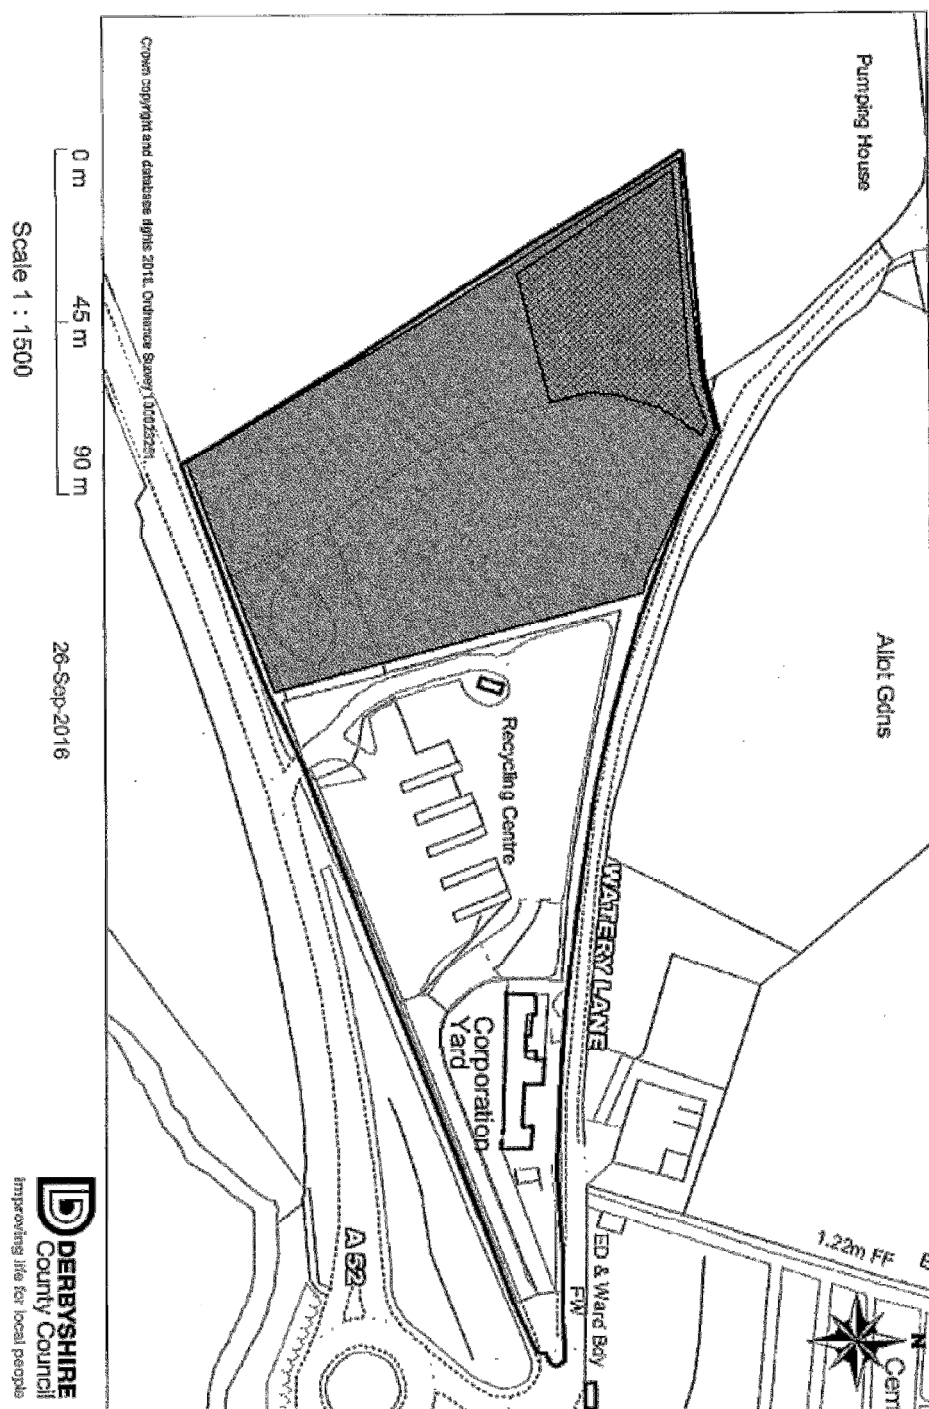 Pumping House
Allot Gdns
1.22m FF
N
Cem
WATERY LANE
ED & Ward Bdy
FW
Recycling Centre
Corporation
Yard
A 52
Crown copyright and database rights 2016. Ordnance Survey 100023251.
0 m
45 m
90 m
Scale 1 : 1500
26-Sep-2016
DERBYSHIRE
County Council
improving life for local people